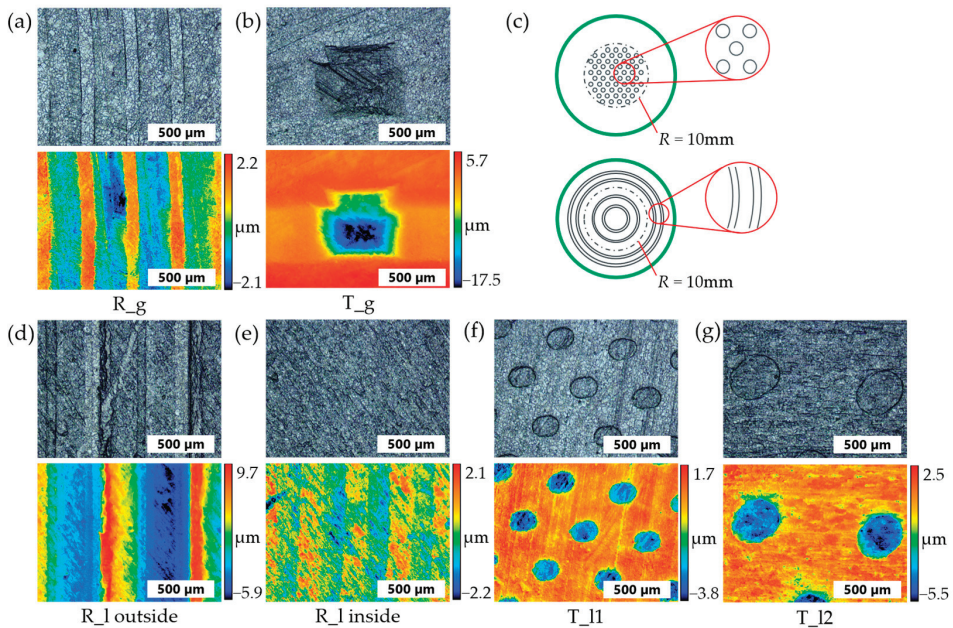 (a)
500 µm
2.2
µm
−2.1
500 µm
R_g
(b)
500 µm
5.7
µm
−17.5
500 µm
T_g
(c)
R = 10mm
R = 10mm
(d)
500 µm
9.7
µm
−5.9
500 µm
R_l outside
(e)
500 µm
2.1
µm
−2.2
500 µm
R_l inside
(f)
500 µm
1.7
µm
−3.8
500 µm
T_l1
(g)
500 µm
2.5
µm
−5.5
500 µm
T_l2